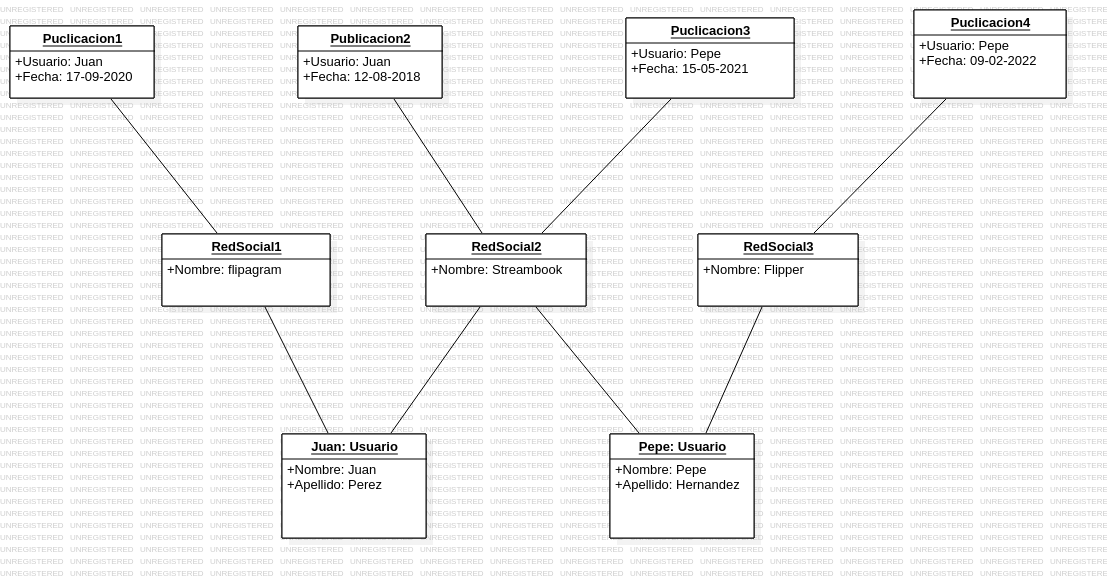 Puclicacion1
+Usuario: Juan
+Fecha: 17-09-2020
Publicacion2
+Usuario: Juan
+Fecha: 12-08-2018
Puclicacion3
+Usuario: Pepe
+Fecha: 15-05-2021
Puclicacion4
+Usuario: Pepe
+Fecha: 09-02-2022
RedSocial1
+Nombre: flipagram
RedSocial2
+Nombre: Streambook
RedSocial3
+Nombre: Flipper
Juan: Usuario
+Nombre: Juan
+Apellido: Perez
Pepe: Usuario
+Nombre: Pepe
+Apellido: Hernandez
UNREGISTERED